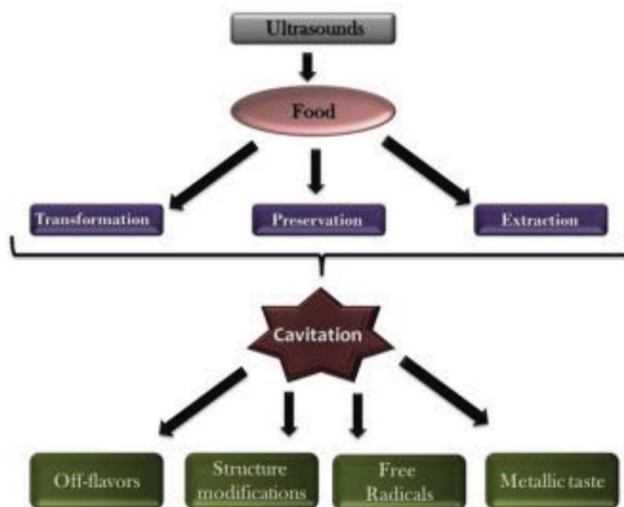 Ultrasounds
Food
Transformation
Preservation
Extraction
Cavitation
Off-flavors
Structure
modifications
Free
Radicals
Metallic taste